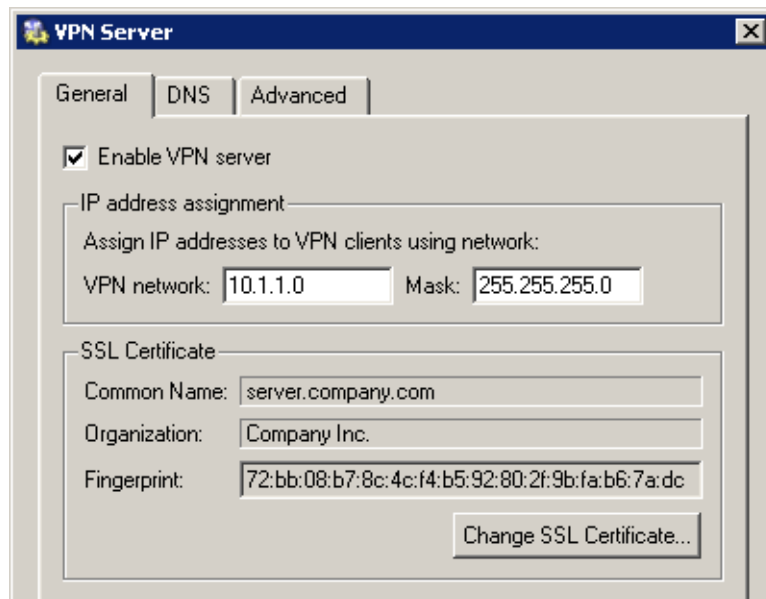 VPN Server
General DNS Advanced
Enable VPN server
IP address assignment
Assign IP addresses to VPN clients using network:
VPN network: 10.1.1.0 Mask: 255.255.255.0
SSL Certificate
Common Name: server.company.com
Organization: Company Inc.
Fingerprint: 72:bb:08:b7:8c:4c:f4:b5:92:80:2f:9b:fa:b6:7a:dc
Change SSL Certificate...